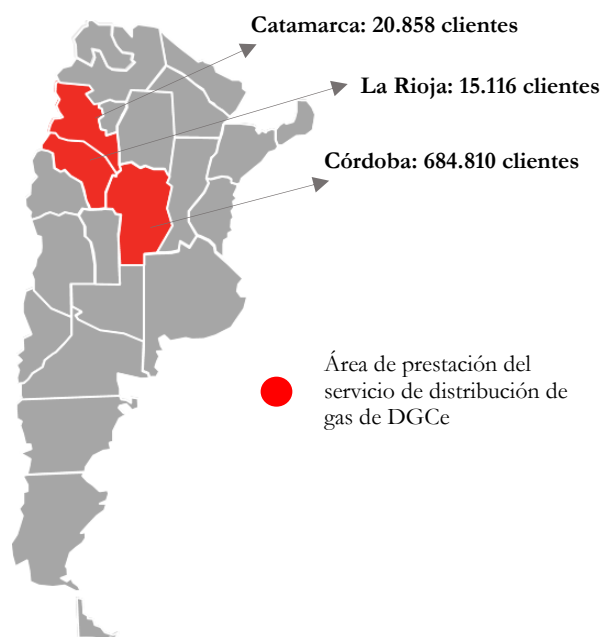 Catamarca: 20.858 clientes
La Rioja: 15.116 clientes
Córdoba: 684.810 clientes
Área de prestación del
servicio de distribución de
gas de DGCe